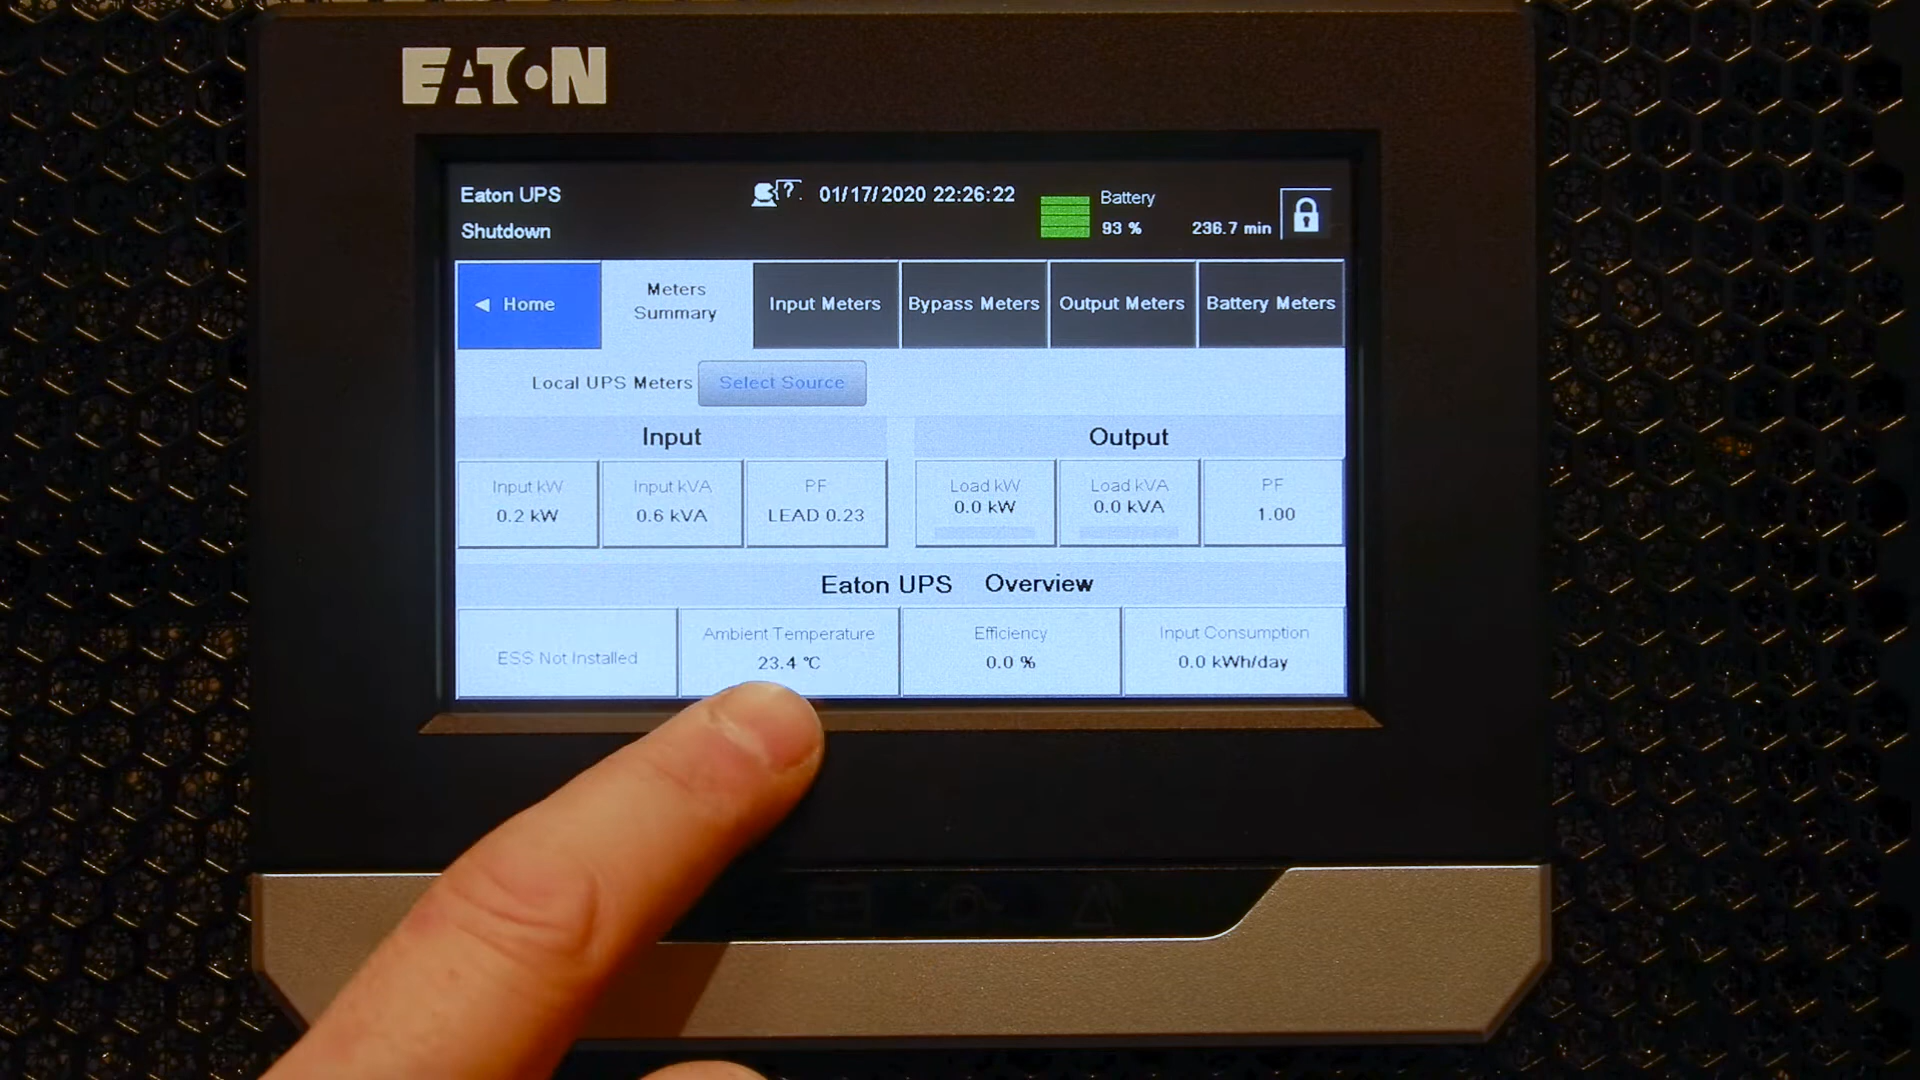 EATON
Eaton UPS
Shutdown
? 01/17/2020 22:26:22
Battery
93 %
236.7 min
Home
Meters
Summary
Input Meters
Bypass Meters
Output Meters
Battery Meters
Local UPS Meters
Select Source
Input
Output
Input kW
0.2 kW
Input kVA
0.6 kVA
PF
LEAD 0.23
Load kW
0.0 kW
Load kVA
0.0 kVA
PF
1.00
Eaton UPS Overview
ESS Not Installed
Ambient Temperature
23.4 °C
Efficiency
0.0 %
Input Consumption
0.0 kWh/day